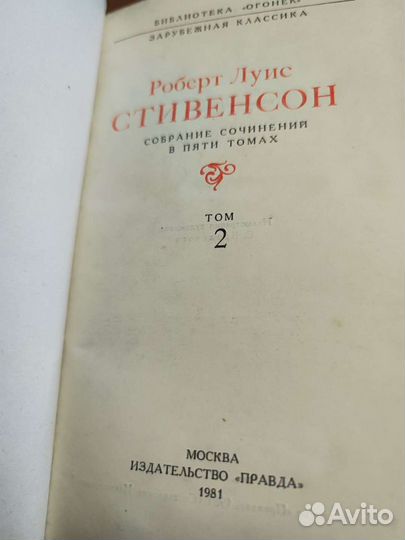 БИБЛИОТЕКА «ОГОНЕК»
ЗАРУБЕЖНАЯ КЛАССИКА
Роберт Луис
СТИВЕНСОН
СОБРАНИЕ СОЧИНЕНИЙ
В ПЯТИ ТОМАХ
ТОМ
2
МОСКВА
ИЗДАТЕЛЬСТВО «ПРАВДА»
1981
Avito